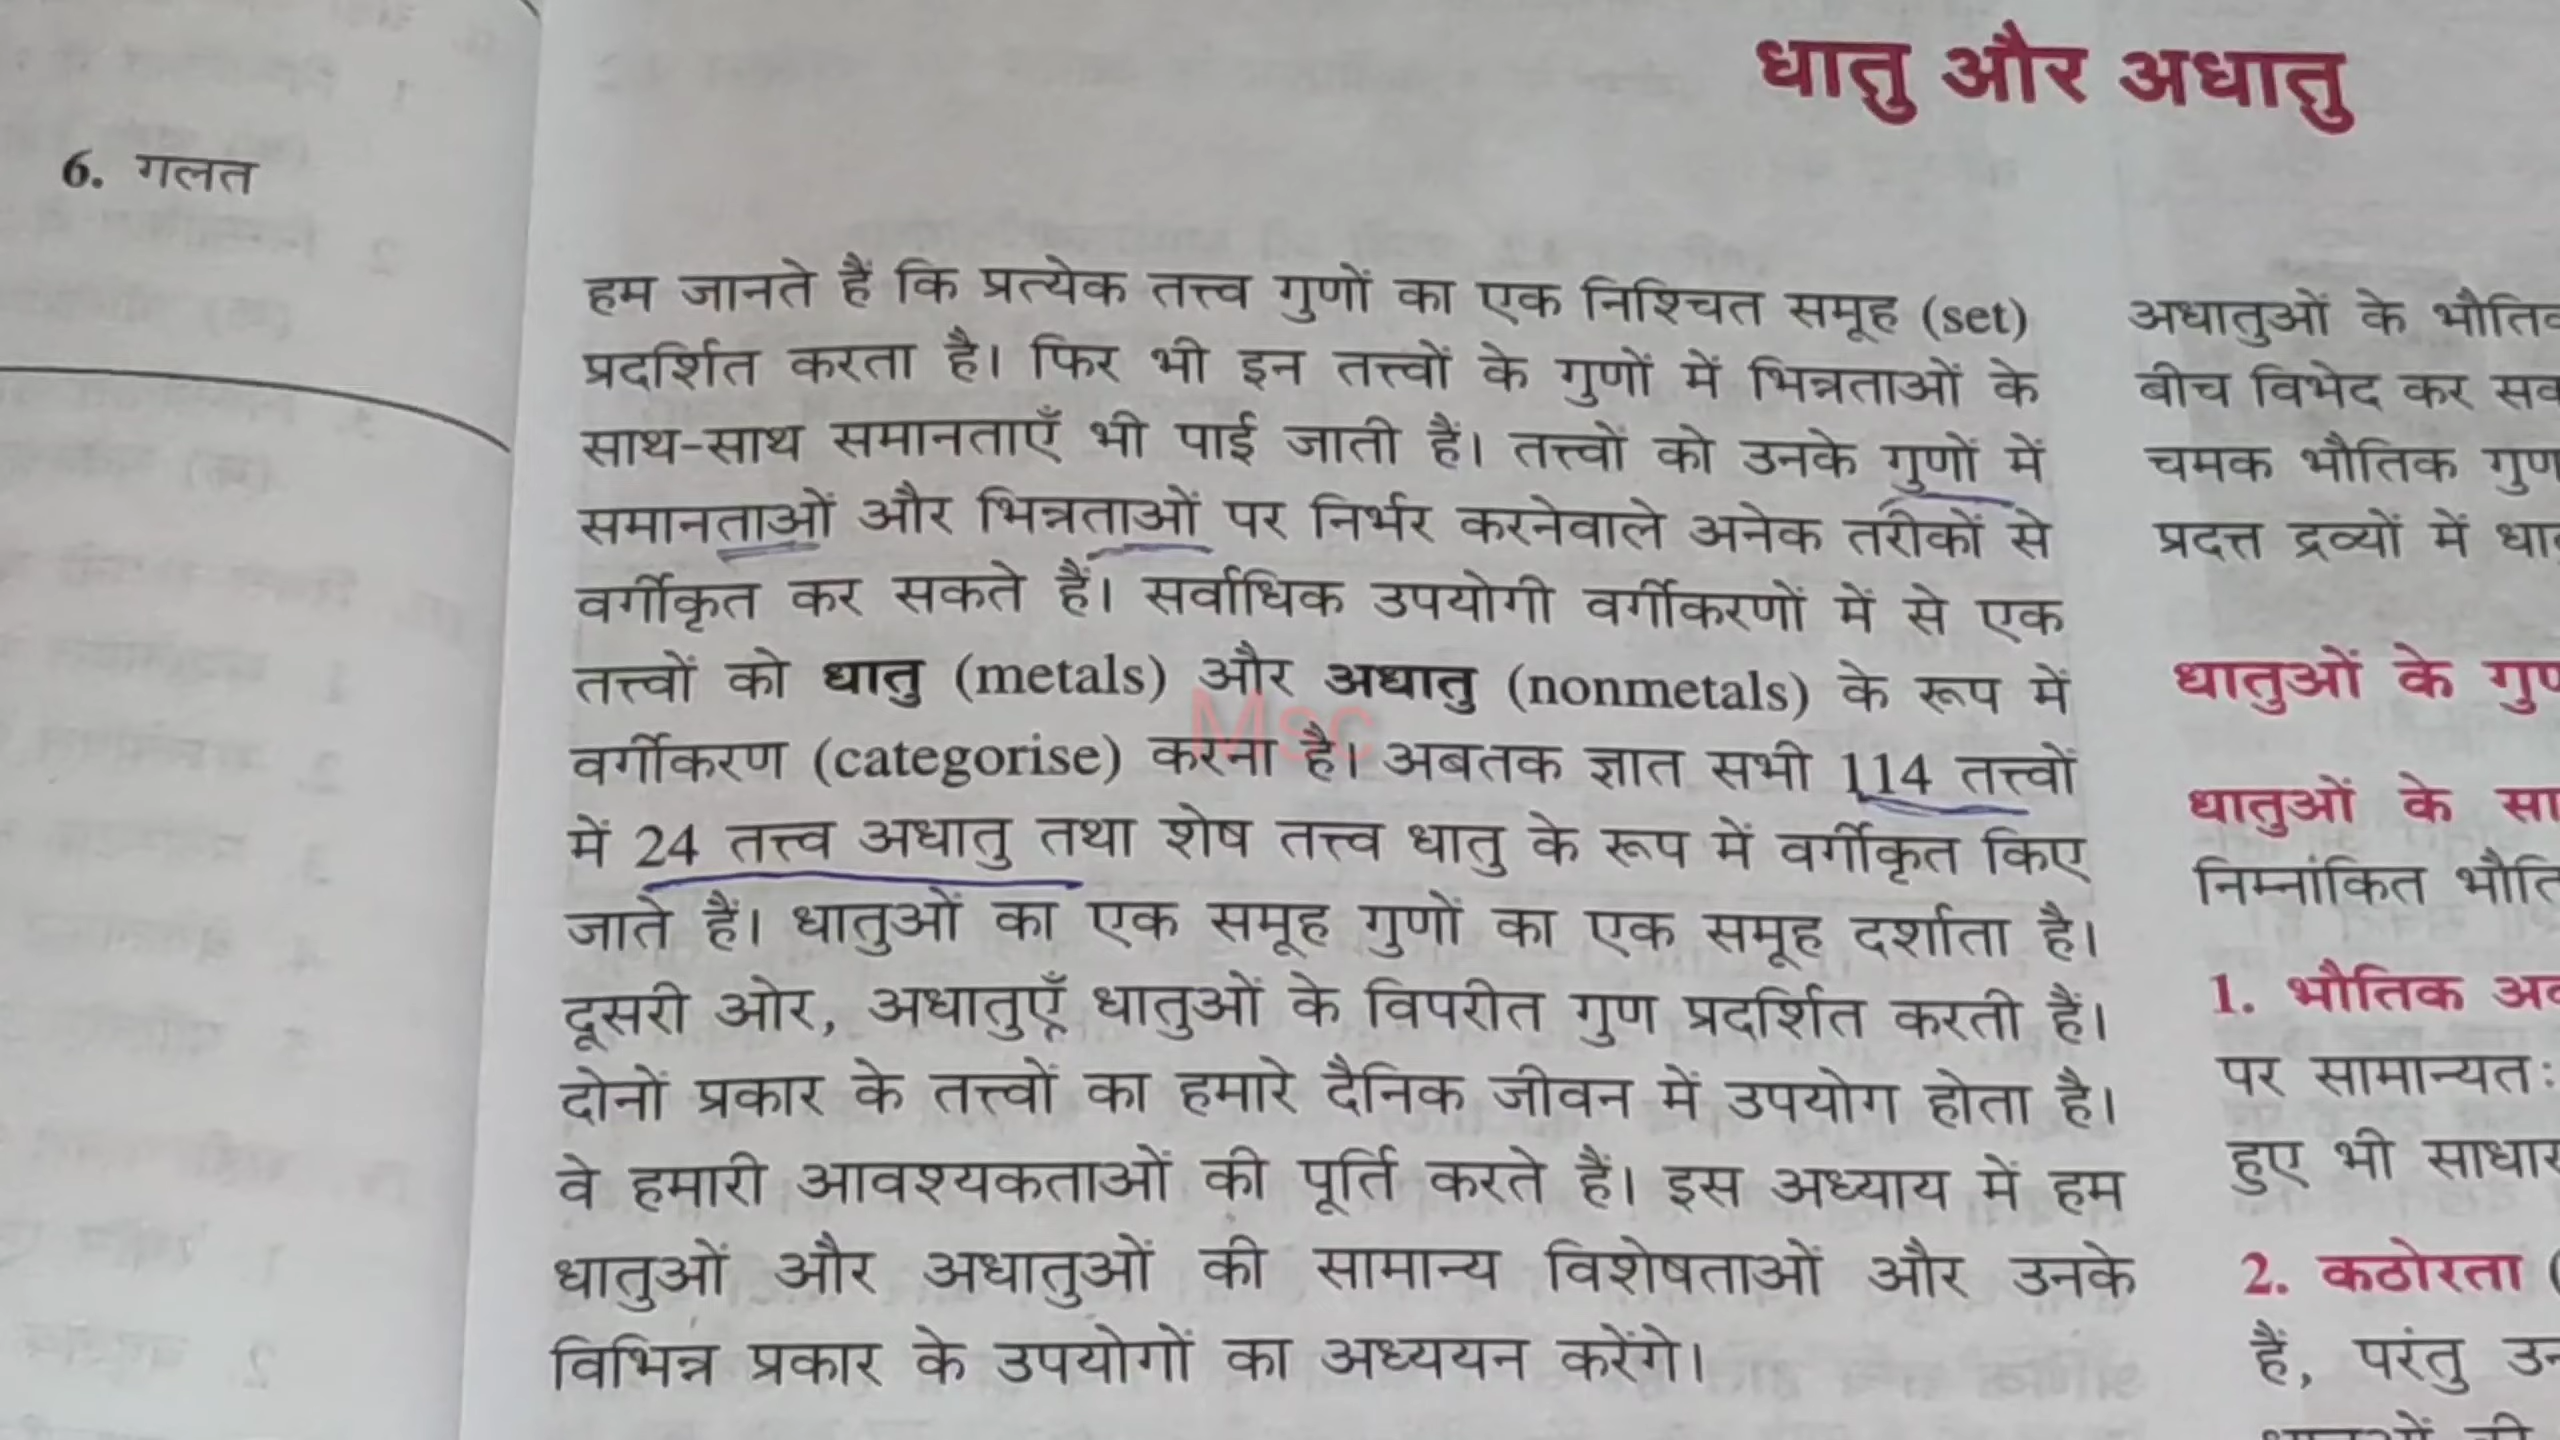 धातु और अधातु
6. गलत
हम जानते हैं कि प्रत्येक तत्त्व गुणों का एक निश्चित समूह (set)
प्रदर्शित करता है। फिर भी इन तत्त्वों के गुणों में भिन्नताओं के
साथ-साथ समानताएँ भी पाई जाती हैं। तत्त्वों को उनके गुणों में
समानताओं और भिन्नताओं पर निर्भर करनेवाले अनेक तरीकों से
वर्गीकृत कर सकते हैं। सर्वाधिक उपयोगी वर्गीकरणों में से एक
तत्त्वों को धातु (metals) और अधातु (nonmetals) के रूप में
वर्गीकरण (categorise) करना है। अबतक ज्ञात सभी 114 तत्त्वों
में 24 तत्त्व अधातु तथा शेष तत्त्व धातु के रूप में वर्गीकृत किए
जाते हैं। धातुओं का एक समूह गुणों का एक समूह दर्शाता है।
दूसरी ओर, अधातुएँ धातुओं के विपरीत गुण प्रदर्शित करती हैं।
दोनों प्रकार के तत्त्वों का हमारे दैनिक जीवन में उपयोग होता है।
वे हमारी आवश्यकताओं की पूर्ति करते हैं। इस अध्याय में हम
धातुओं और अधातुओं की सामान्य विशेषताओं और उनके
विभिन्न प्रकार के उपयोगों का अध्ययन करेंगे।
Msc
अधातुओं के
बीच विभेद कर
चमक भौतिक गुण
प्रदत्त द्रव्यों में
धातुओं के
धातुओं के
निम्नांकित
1. भौतिक
पर सामान्यतः
हुए भी
2. कठोरता (
हैं, परंतु